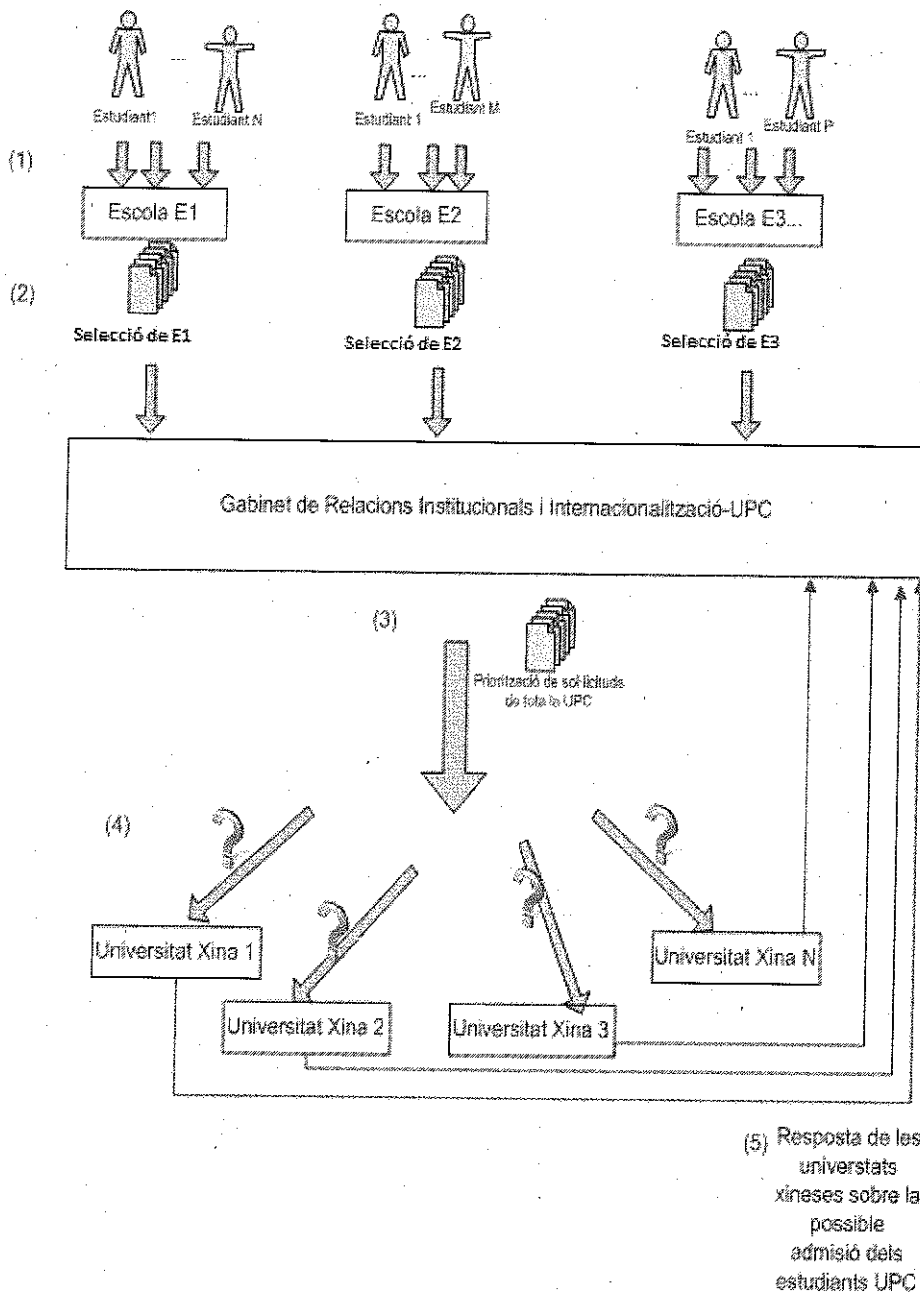 Estudiant1
...
Estudiant N
Estudiant 1
...
Estudiant M
Estudiant 1
...
Estudiant P
(1)
Escola E1
Escola E2
Escola E3...
(2)
Selecció de E1
Selecció de E2
Selecció de E3
Gabinet de Relacions Institucionals i Internacionalització-UPC
(3)
Priorització de sol·licituds
de tota la UPC
(4)
?
?
?
?
Universitat Xina 1
Universitat Xina 2
Universitat Xina 3
Universitat Xina N
(5) Resposta de les
universtats
xineses sobre la
possible
admisió dels
estudiants UPC